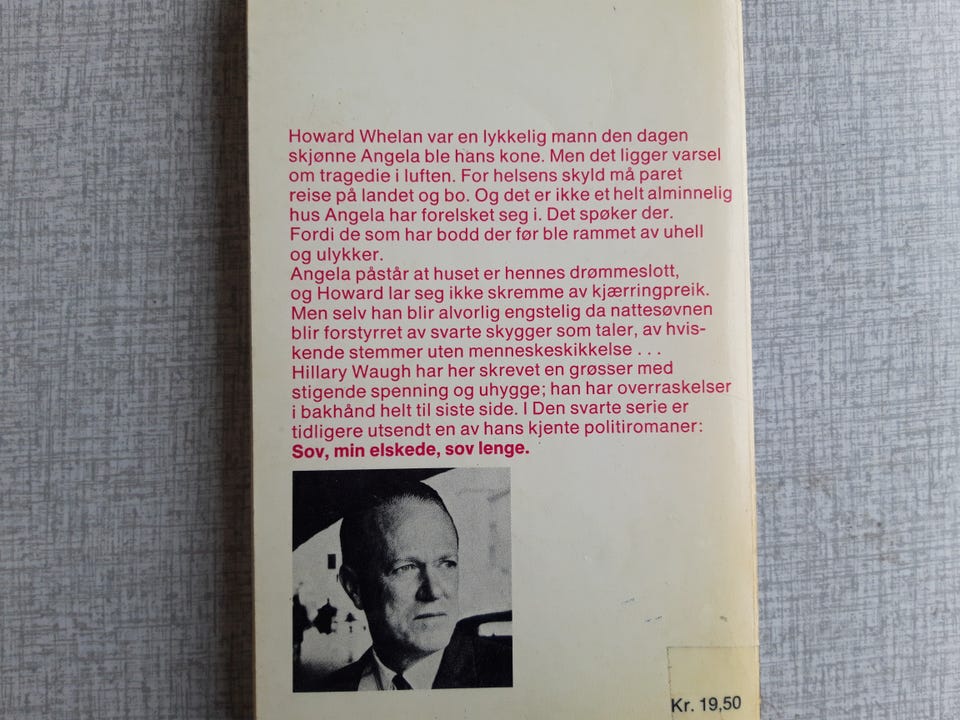 Howard Whelan var en lykkelig mann den dagen
skjønne Angela ble hans kone. Men det ligger varsel
om tragedie i luften. For helsens skyld må paret
reise på landet og bo. Og det er ikke et helt alminnelig
hus Angela har forelsket seg i. Det spøker der.
Fordi de som har bodd der før ble rammet av uhell
og ulykker.
Angela påstår at huset er hennes drømmeslott,
og Howard lar seg ikke skremme av kjærringpreik.
Men selv han blir alvorlig engstelig da nattesøvnen
blir forstyrret av svarte skygger som taler, av hvis-
kende stemmer uten menneskeskikkelse . . .
Hillary Waugh har her skrevet en grøsser med
stigende spenning og uhygge; han har overraskelser
i bakhånd helt til siste side. I Den svarte serie er
tidligere utsendt en av hans kjente politiromaner:
Sov, min elskede, sov lenge.
Kr. 19,50